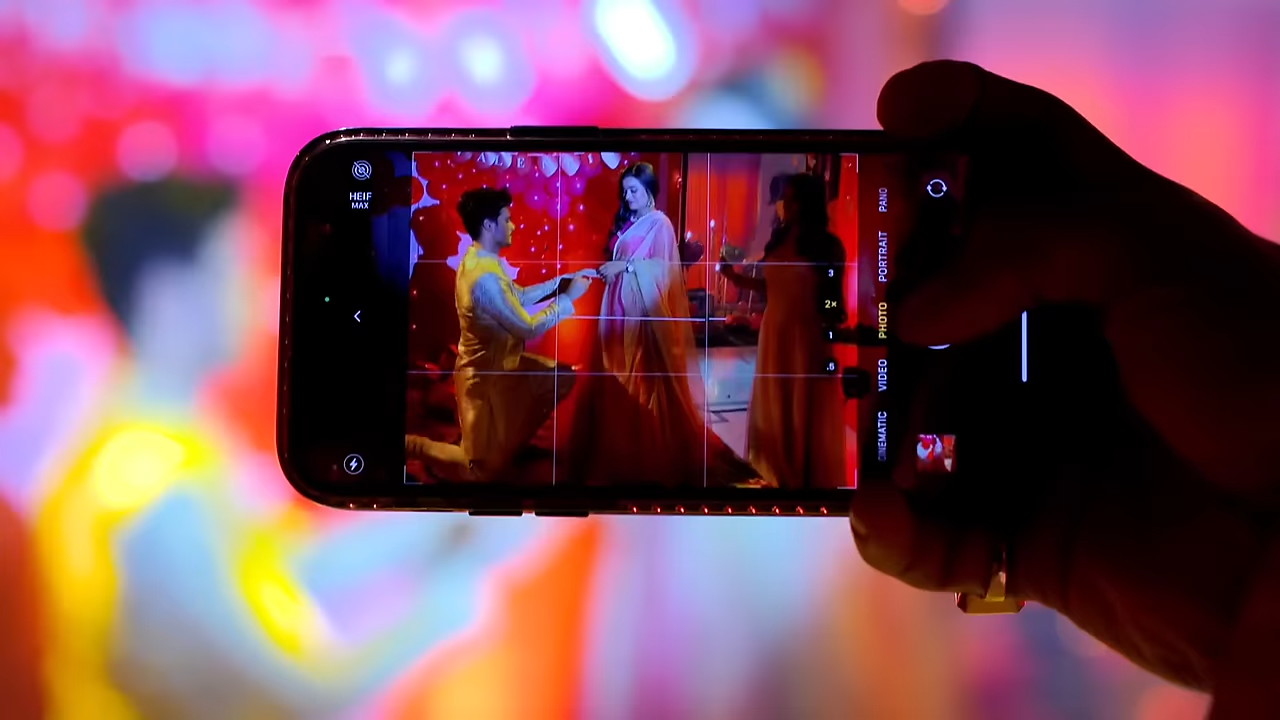 HEIF
MAX
3
2×
1
.5
PANO
PORTRAIT
PHOTO
VIDEO
CINEMATIC